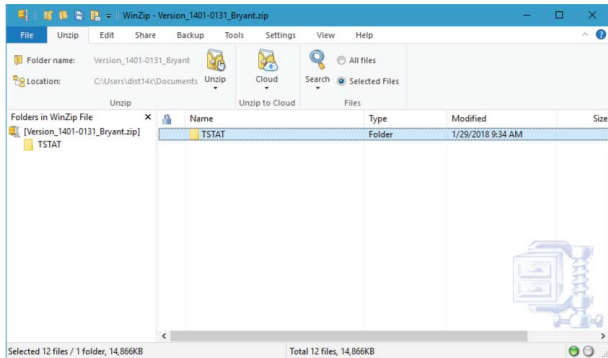 WinZip - Version_1401-0131_Bryant.zip
File Unzip Edit Share Backup Tools Settings View Help
Folder name: Version_1401-0131_Bryant
Location: C:\Users\dist14c\Documents
Unzip
Cloud
Search
All files
Selected Files
Unzip
Unzip to Cloud
Files
Folders in WinZip File
[Version_1401-0131_Bryant.zip]
TSTAT
Name Type Modified Size
TSTAT Folder 1/29/2018 9:34 AM
Selected 12 files / 1 folder, 14,866KB
Total 12 files, 14,866KB